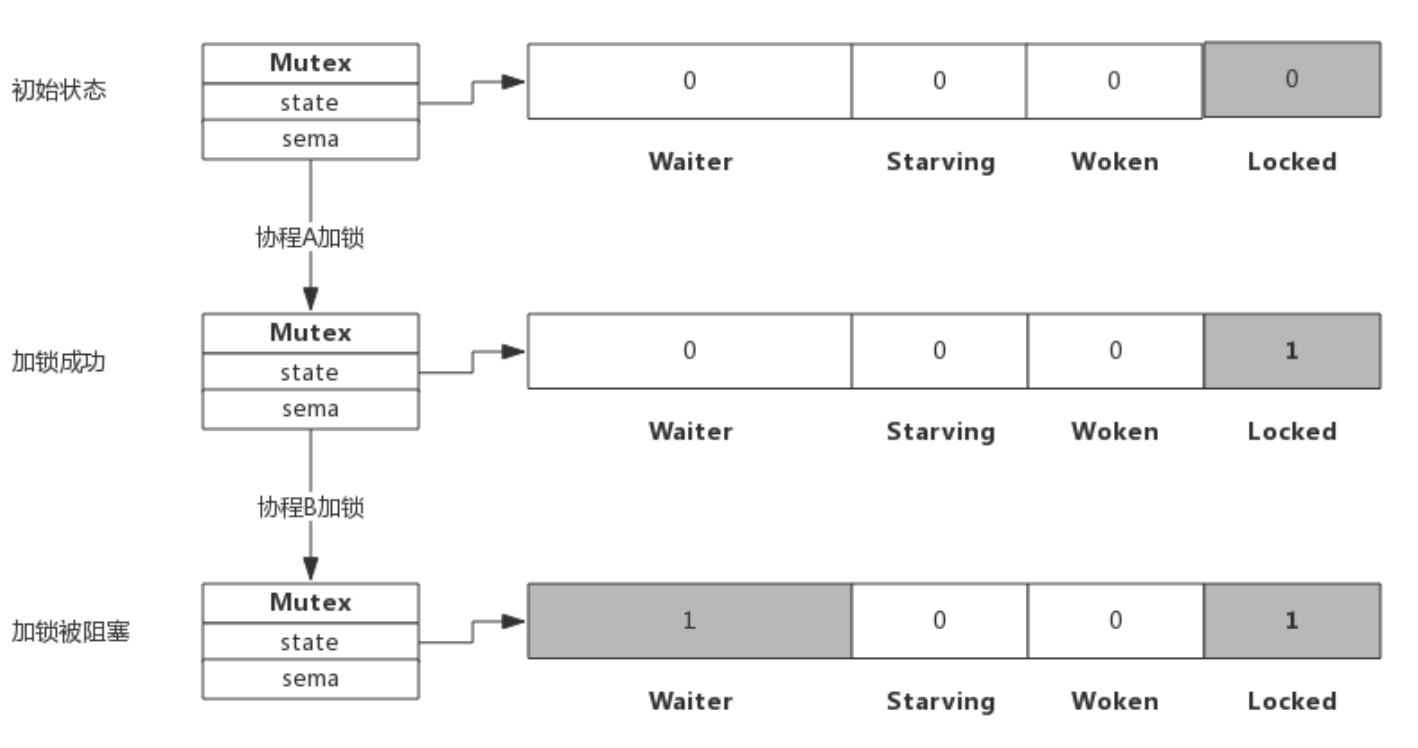 初始状态
Mutex
state
sema
0 0 0 0
Waiter Starving Woken Locked
协程A加锁
加锁成功
Mutex
state
sema
0 0 0 1
Waiter Starving Woken Locked
协程B加锁
加锁被阻塞
Mutex
state
sema
1 0 0 1
Waiter Starving Woken Locked